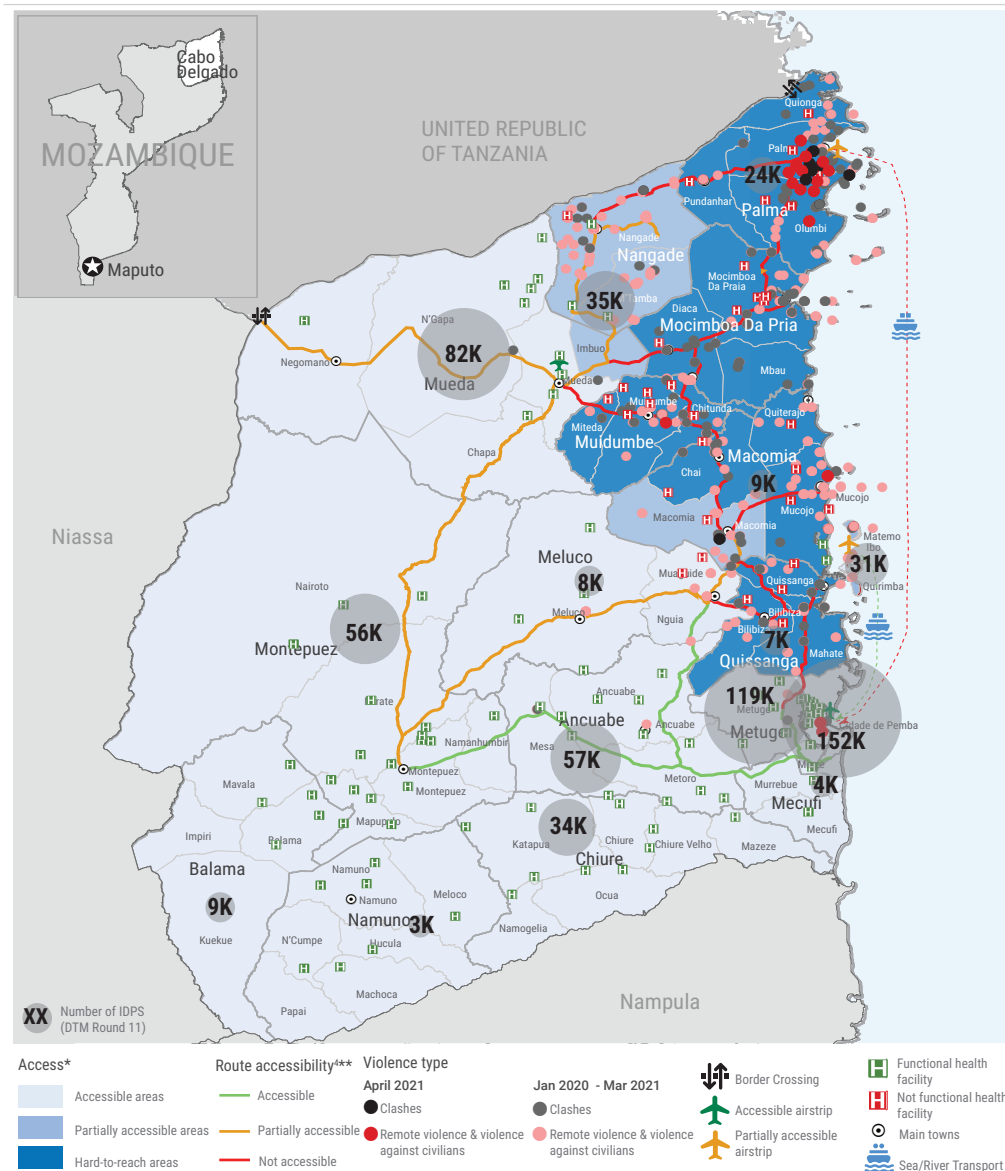 Cabo
Delgado
MOZAMBIQUE
Maputo
UNITED REPUBLIC
OF TANZANIA
Quionga
Palma
24K
Pundanhar
Palma
Olumbi
Nangade
Nangade
35K
Mocimboa
Da Praia
Diaca
Mocimboa Da Pria
N'Gapa
Negomano
82K
Mueda
Imbuo
Mueda
Mbau
Chitunda
Quiterajo
Miteda
Muidumbe
Chapa
Macomia
Chai
9K
Mucojo
Mucojo
Macomia
Macomia
Niassa
Matemo
Ibo
31K
Quirimba
Meluco
8K
Quissanga
Nairoto
Bilibiza
Meluco
Nguia
7K
56K
Montepuez
Mahate
Quissanga
119K
Metuge
Ancuabe
Ancuabe
Ancuabe
Metuge
Cidade de Pemba
152K
Namanhumbir
Mesa
57K
Montepuez
Metoro
Murrebue
4K
Mecufi
Mavala
Montepuez
Mapupulo
34K
Mecufi
Impiri
Katapua
Chiure
Chiure Velho
Mazeze
Chiure
Balama
Namuno
9K
Namuno
Meloco
Ocua
Namuno
3K
Kuekue
N'Cumpe
Hucula
Namogelia
Machoca
Papai
Nampula
XX
Number of IDPS
(DTM Round 11)
Access*
Accessible areas
Partially accessible areas
Hard-to-reach areas
Route accessibility⁴**
Accessible
Partially accessible
Not accessible
Violence type
April 2021
Clashes
Remote violence & violence
against civilians
Jan 2020 - Mar 2021
Clashes
Remote violence & violence
against civilians
Border Crossing
Accessible airstrip
Partially accessible
airstrip
Functional health
facility
Not functional health
facility
Main towns
Sea/River Transport